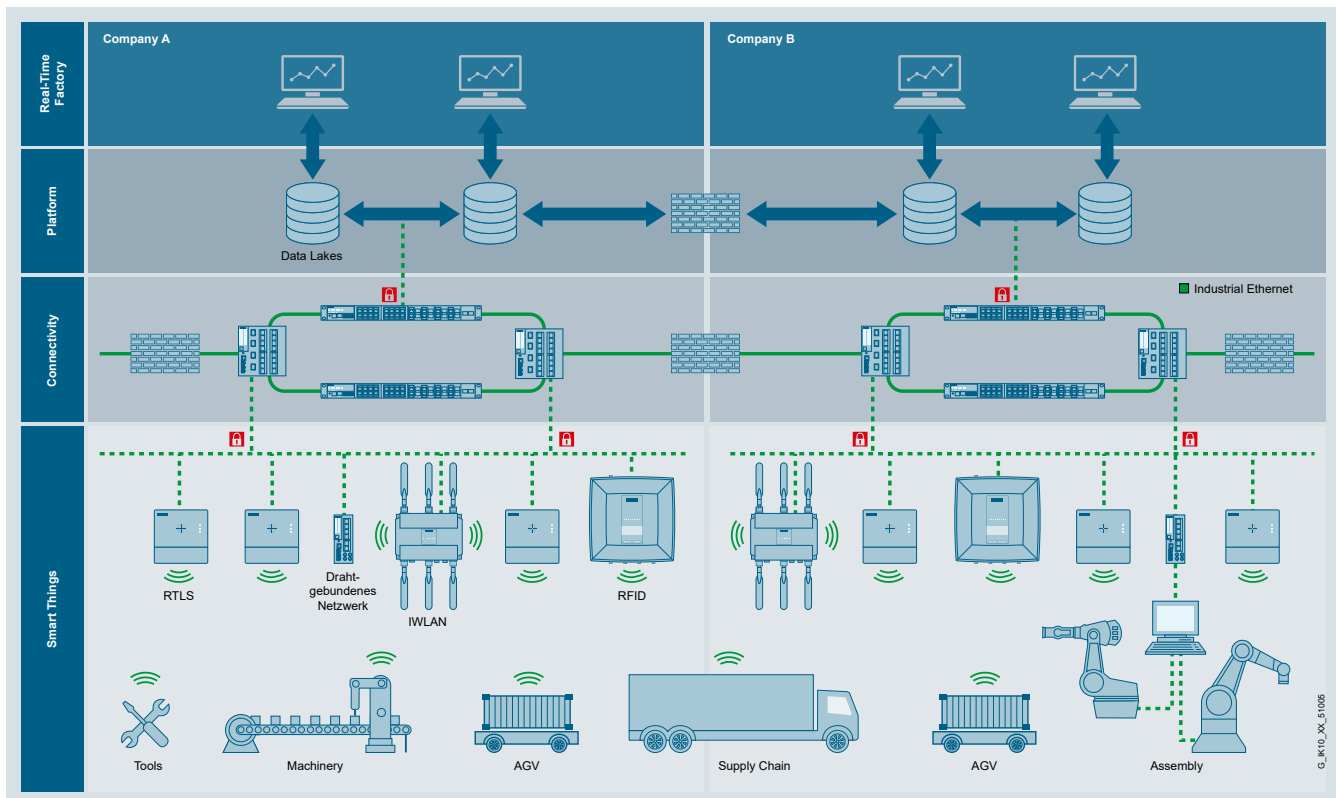 Company A
Company B
Real-Time
Factory
Platform
Data Lakes
Connectivity
Industrial Ethernet
Smart Things
RTLS
Draht-
gebundenes
Netzwerk
IWLAN
RFID
Tools
Machinery
AGV
Supply Chain
AGV
Assembly
G_IK10_XX_51005